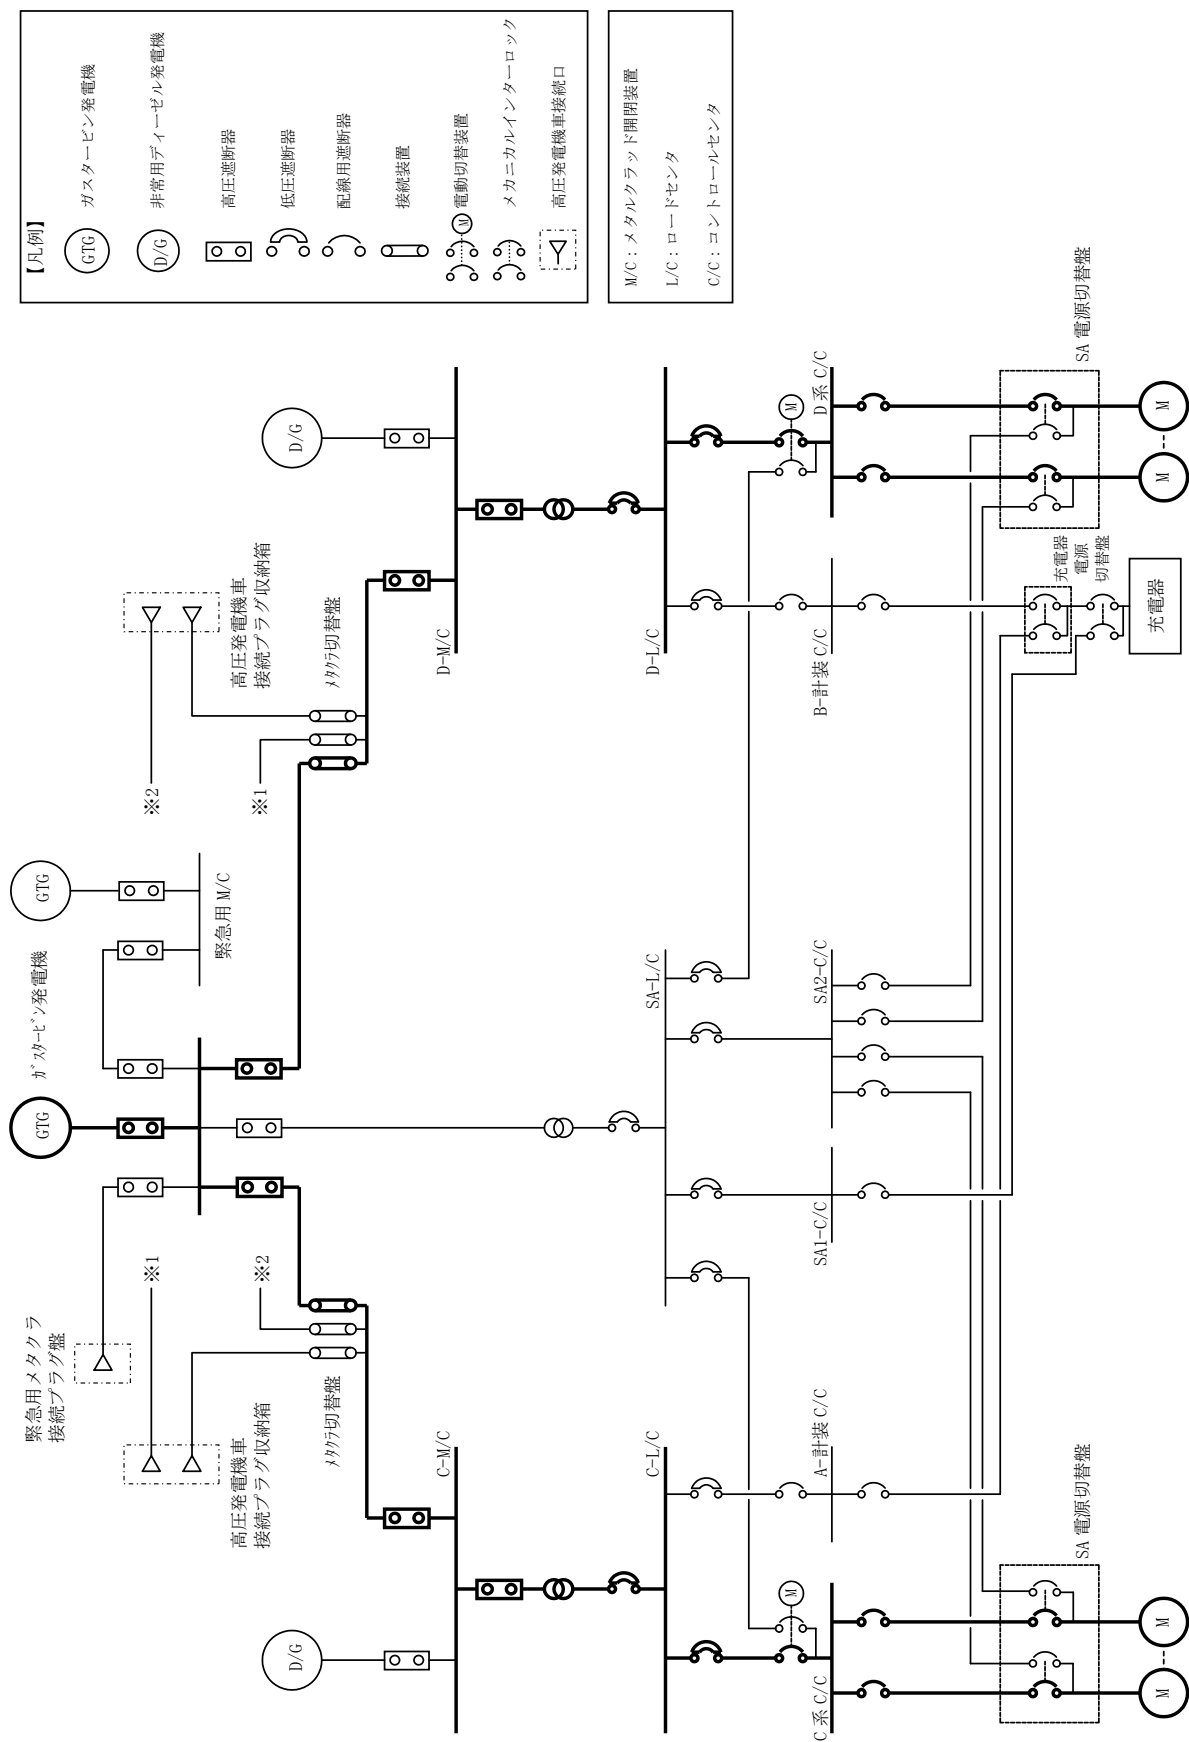 【凡例】
GTG
ガスタービン発電機
D/G
非常用ディーゼル発電機
高圧遮断器
低圧遮断器
配線用遮断器
接続装置
M
電動切替装置
メカニカルインターロック
高圧発電機車接続口
M/C：メタルクラッド開閉装置
L/C：ロードセンタ
C/C：コントロールセンタ
緊急用メタクラ
接続プラグ盤
GTG
ｶﾞｽﾀｰﾋﾞﾝ発電機
GTG
緊急用 M/C
※1
※2
※2
※1
高圧発電機車
接続プラグ収納箱
高圧発電機車
接続プラグ収納箱
ﾒﾀｸﾗ切替盤
ﾒﾀｸﾗ切替盤
D/G
D/G
C-M/C
D-M/C
C-L/C
SA-L/C
D-L/C
M
M
C 系 C/C
A-計装 C/C
SA1-C/C
SA2-C/C
B-計装 C/C
D 系 C/C
SA 電源切替盤
充電器
電源
切替盤
SA 電源切替盤
充電器
M
M
M
M